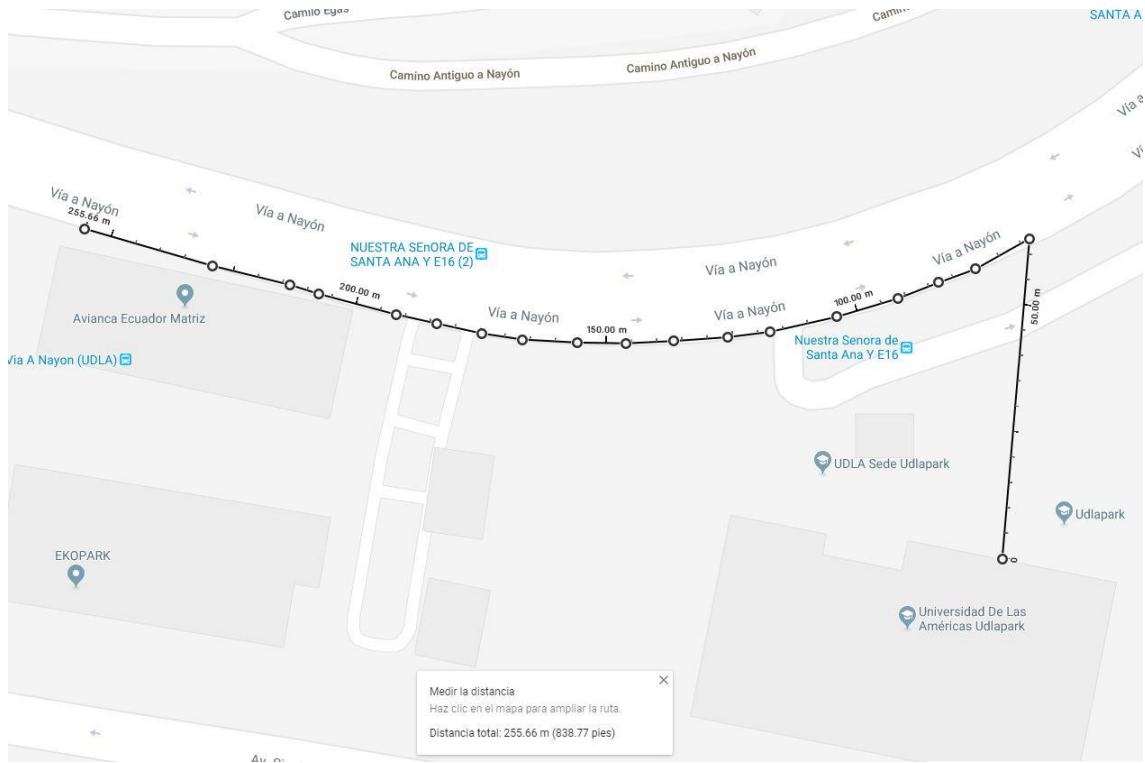 Camilo Egas
SANTA A
Camino
Camino Antiguo a Nayón
Camino Antiguo a Nayón
Vía a
Vía a Nayón
255.66 m
Vía a Nayón
NUESTRA SEnORA DE
SANTA ANA Y E16 (2)
Vía a Nayón
Vía a Nayón
200.00 m
Avianca Ecuador Matriz
Vía a Nayón
150.00 m
Vía a Nayón
100.00 m
50.00 m
Nuestra Senora de
Santa Ana Y E16
Via A Nayon (UDLA)
UDLA Sede Udlapark
Udlapark
EKOPARK
0
Universidad De Las
Américas Udlapark
Medir la distancia
Haz clic en el mapa para ampliar la ruta.
Distancia total: 255.66 m (838.77 pies)